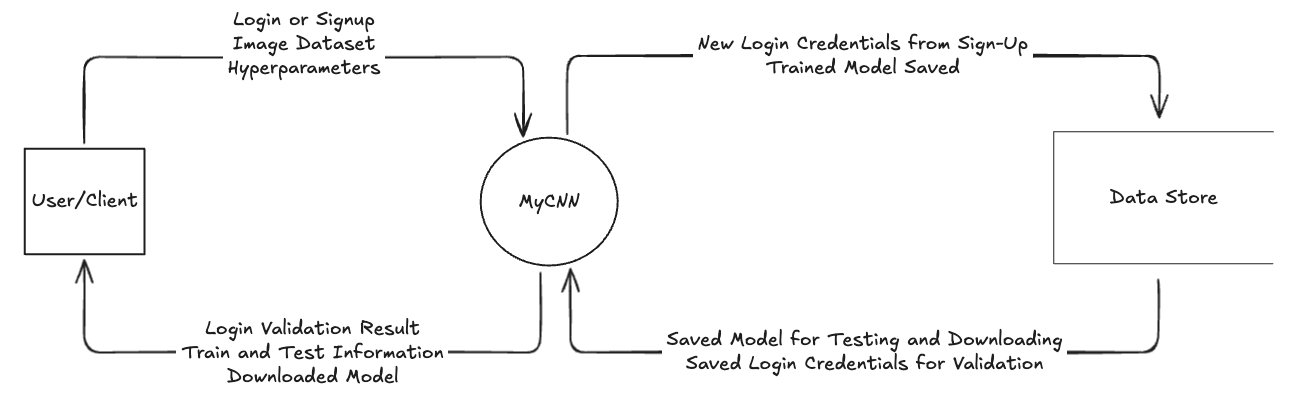 Login or Signup
Image Dataset
Hyperparameters
New Login Credentials from Sign-Up
Trained Model Saved
User/Client
MyCNN
Data Store
Login Validation Result
Train and Test Information
Downloaded Model
Saved Model for Testing and Downloading
Saved Login Credentials for Validation